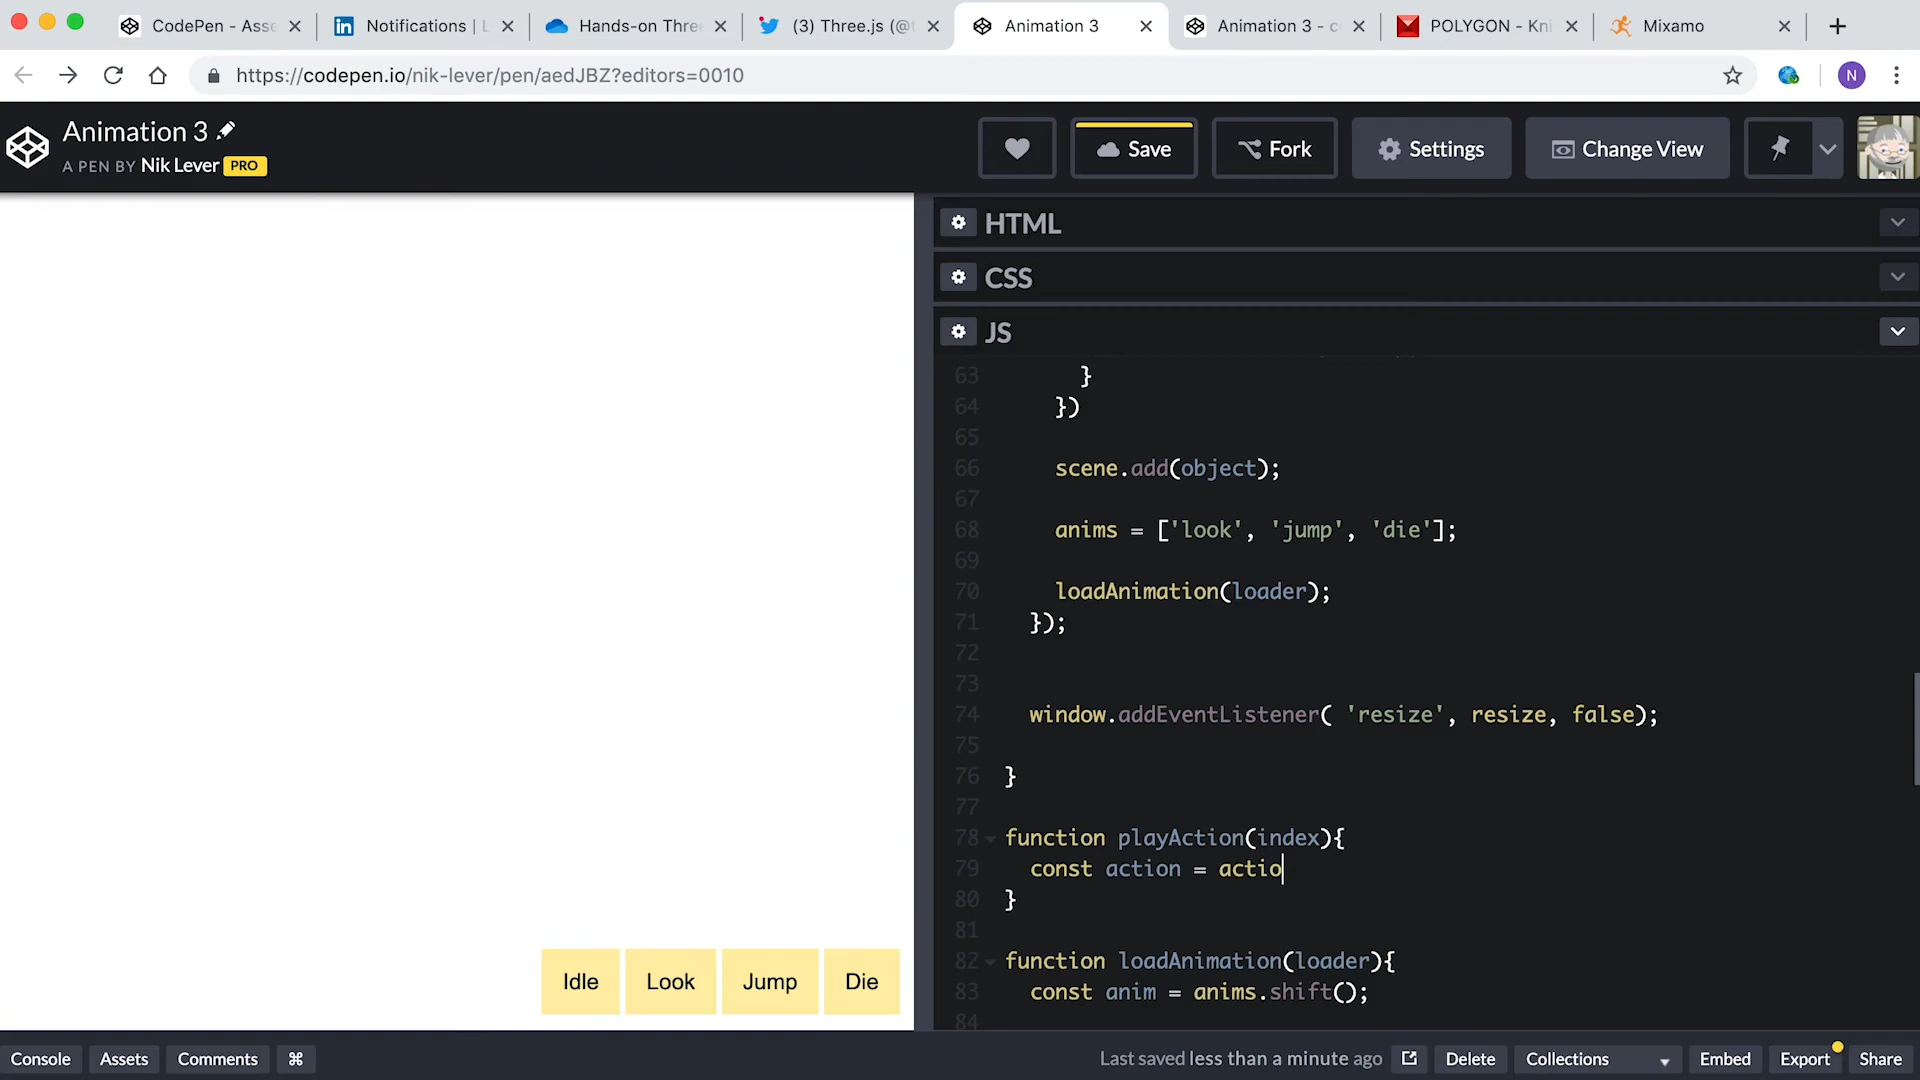 CodePen - Asse
Notifications | L
Hands-on Thre
(3) Three.js (@t
Animation 3
Animation 3 - c
POLYGON - Kni
Mixamo
https://codepen.io/nik-lever/pen/aedJBZ?editors=0010
N
Animation 3
A PEN BY Nik Lever PRO
Save
Fork
Settings
Change View
HTML
CSS
JS
63 }
64 })
65
66 scene.add(object);
67
68 anims = ['look', 'jump', 'die'];
69
70 loadAnimation(loader);
71 });
72
73
74 window.addEventListener( 'resize', resize, false);
75
76 }
77
78 function playAction(index){
79 const action = actio
80 }
81
82 function loadAnimation(loader){
83 const anim = anims.shift();
84
Idle Look Jump Die
Console Assets Comments ⌘ Last saved less than a minute ago Delete Collections Embed Export Share